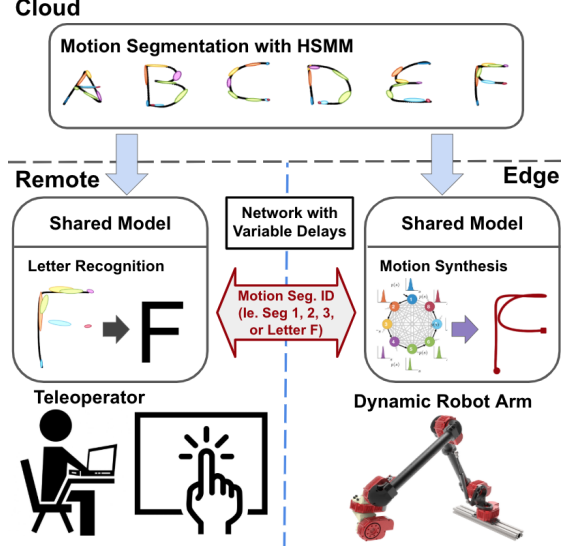 Cloud
Motion Segmentation with HSMM
A B C D E F
Remote
Edge
Shared Model
Network with
Variable Delays
Shared Model
Letter Recognition
F
Motion Seg. ID
(Ie. Seg 1, 2, 3,
or Letter F)
Motion Synthesis
F
Teleoperator
Dynamic Robot Arm